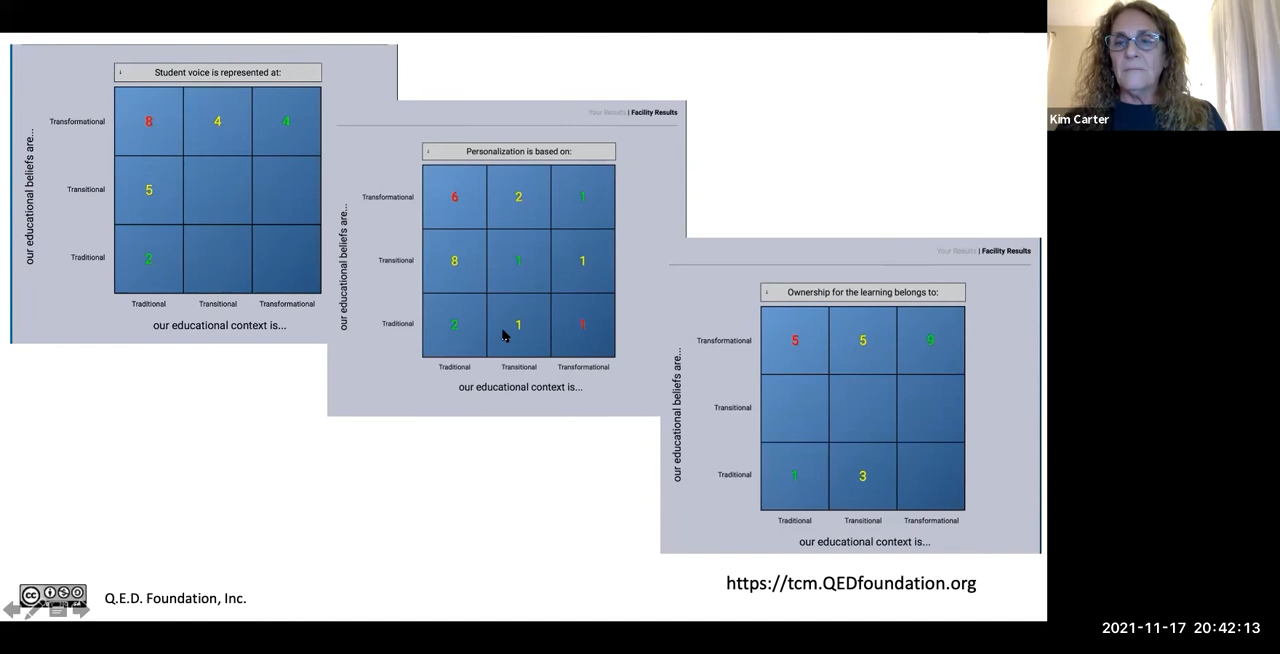 Student voice is represented at:
our educational beliefs are...
Transformational
8 4 4
Transitional
5
Traditional
2
Traditional Transitional Transformational
our educational context is...
Your Results | Facility Results
Personalization is based on:
our educational beliefs are...
Transformational
6 2 1
Transitional
8 1 1
Traditional
2 1 1
Traditional Transitional Transformational
our educational context is...
Your Results | Facility Results
Ownership for the learning belongs to:
our educational beliefs are...
Transformational
5 5 9
Transitional
Traditional
1 3
Traditional Transitional Transformational
our educational context is...
Q.E.D. Foundation, Inc.
https://tcm.QEDfoundation.org
Kim Carter
2021-11-17 20:42:13